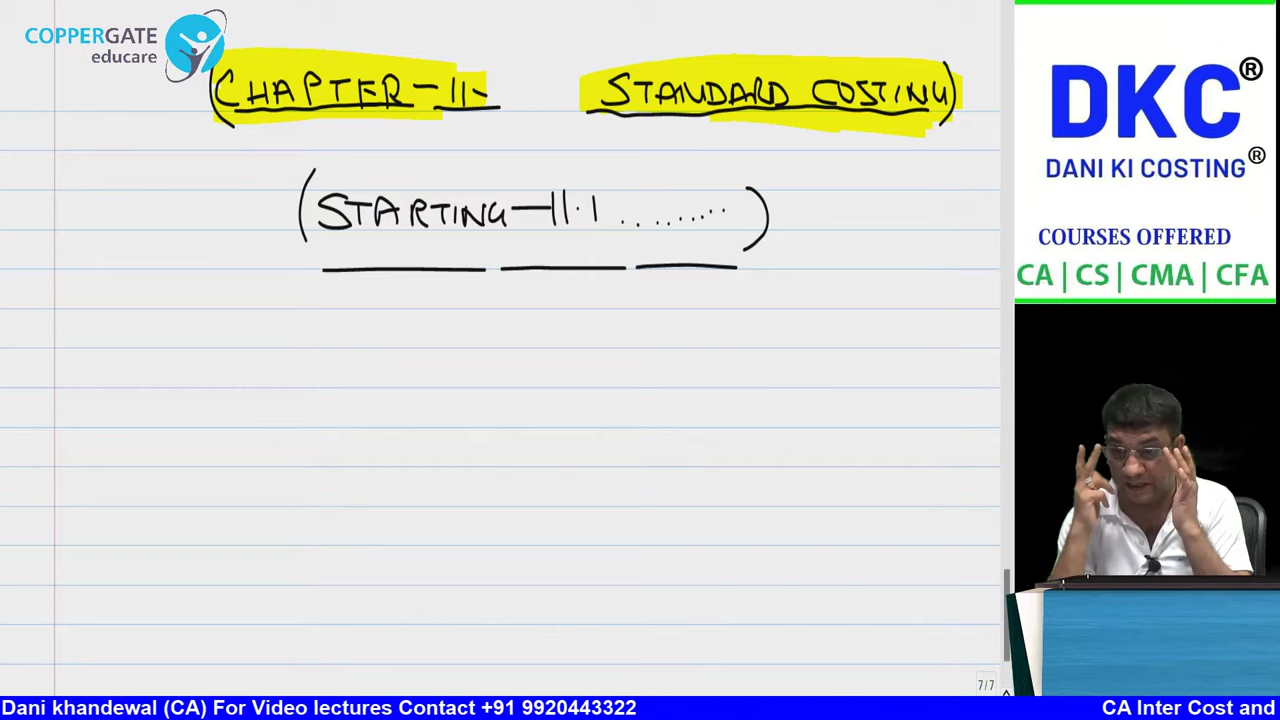 COPPERGATE
educare
(CHAPTER-11- STANDARD COSTING)
(STARTING-11.1 .........)
7/7
DKC®
DANI KI COSTING®
COURSES OFFERED
CA | CS | CMA | CFA
Dani khandewal (CA) For Video lectures Contact +91 9920443322
CA Inter Cost and